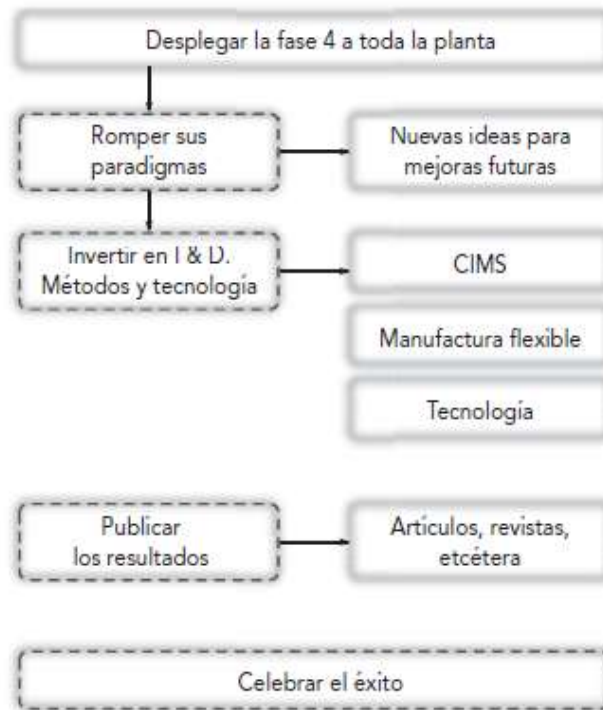 Desplegar la fase 4 a toda la planta
Romper sus
paradigmas
Nuevas ideas para
mejoras futuras
Invertir en I & D.
Métodos y tecnología
CIMS
Manufactura flexible
Tecnología
Publicar
los resultados
Artículos, revistas,
etcétera
Celebrar el éxito